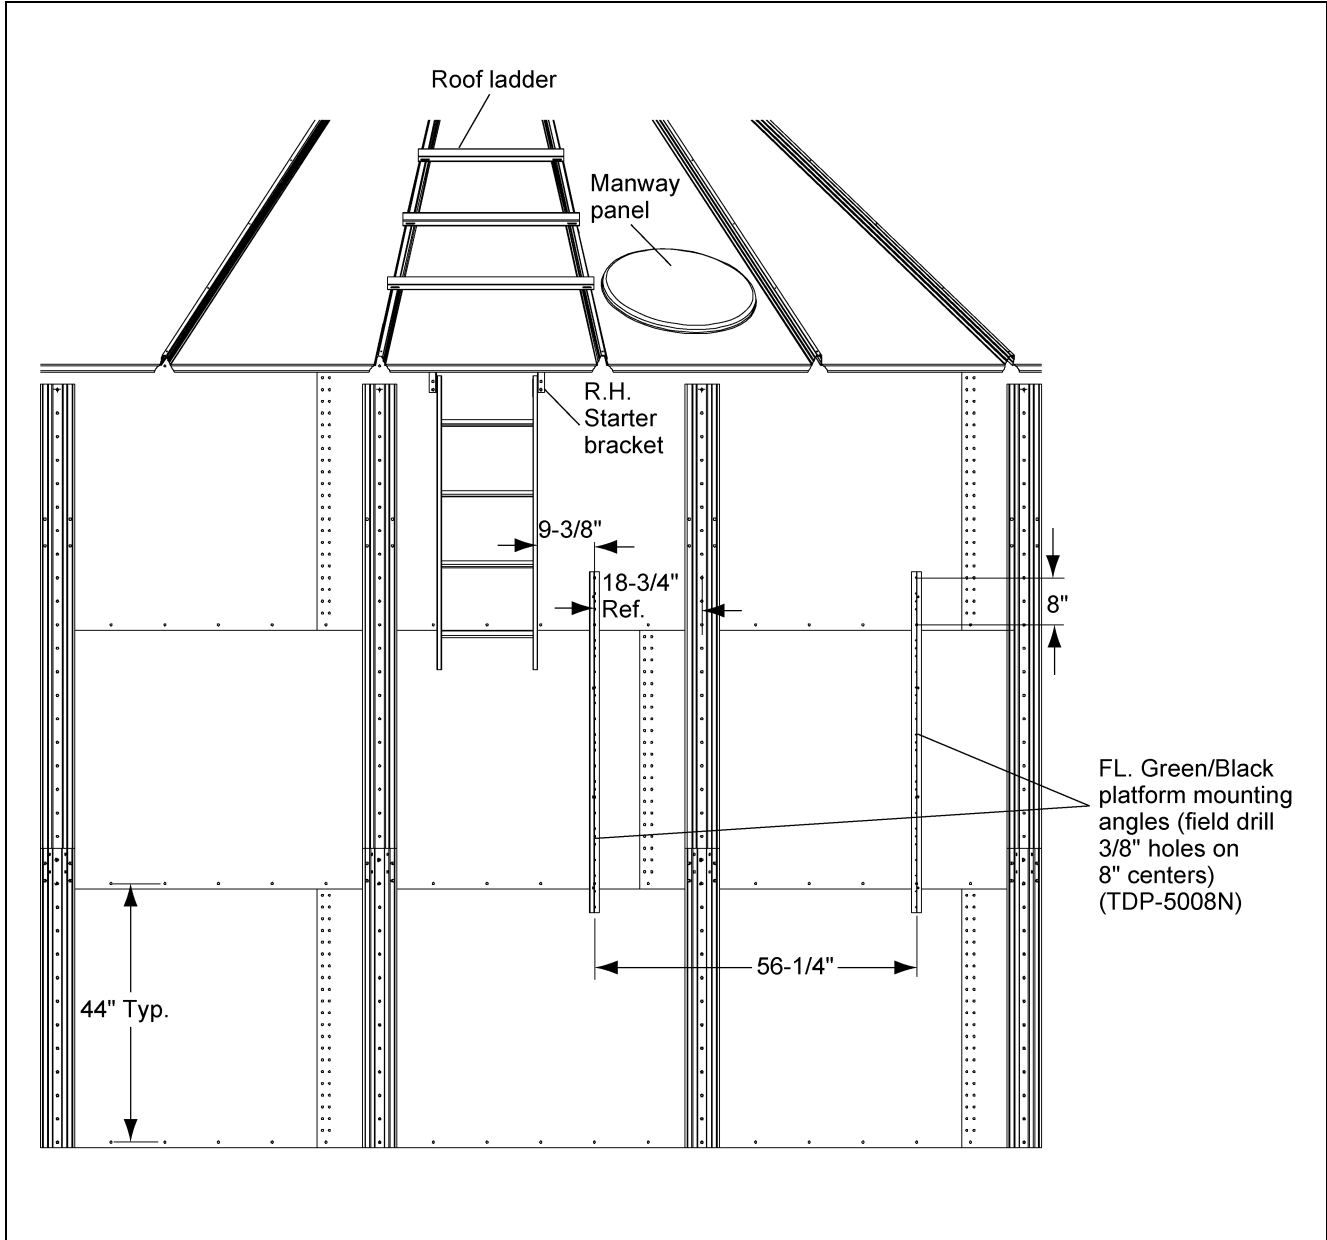 Roof ladder
Manway
panel
R.H.
Starter
bracket
9-3/8"
18-3/4"
Ref.
8"
FL. Green/Black
platform mounting
angles (field drill
3/8" holes on
8" centers)
(TDP-5008N)
56-1/4"
44" Typ.